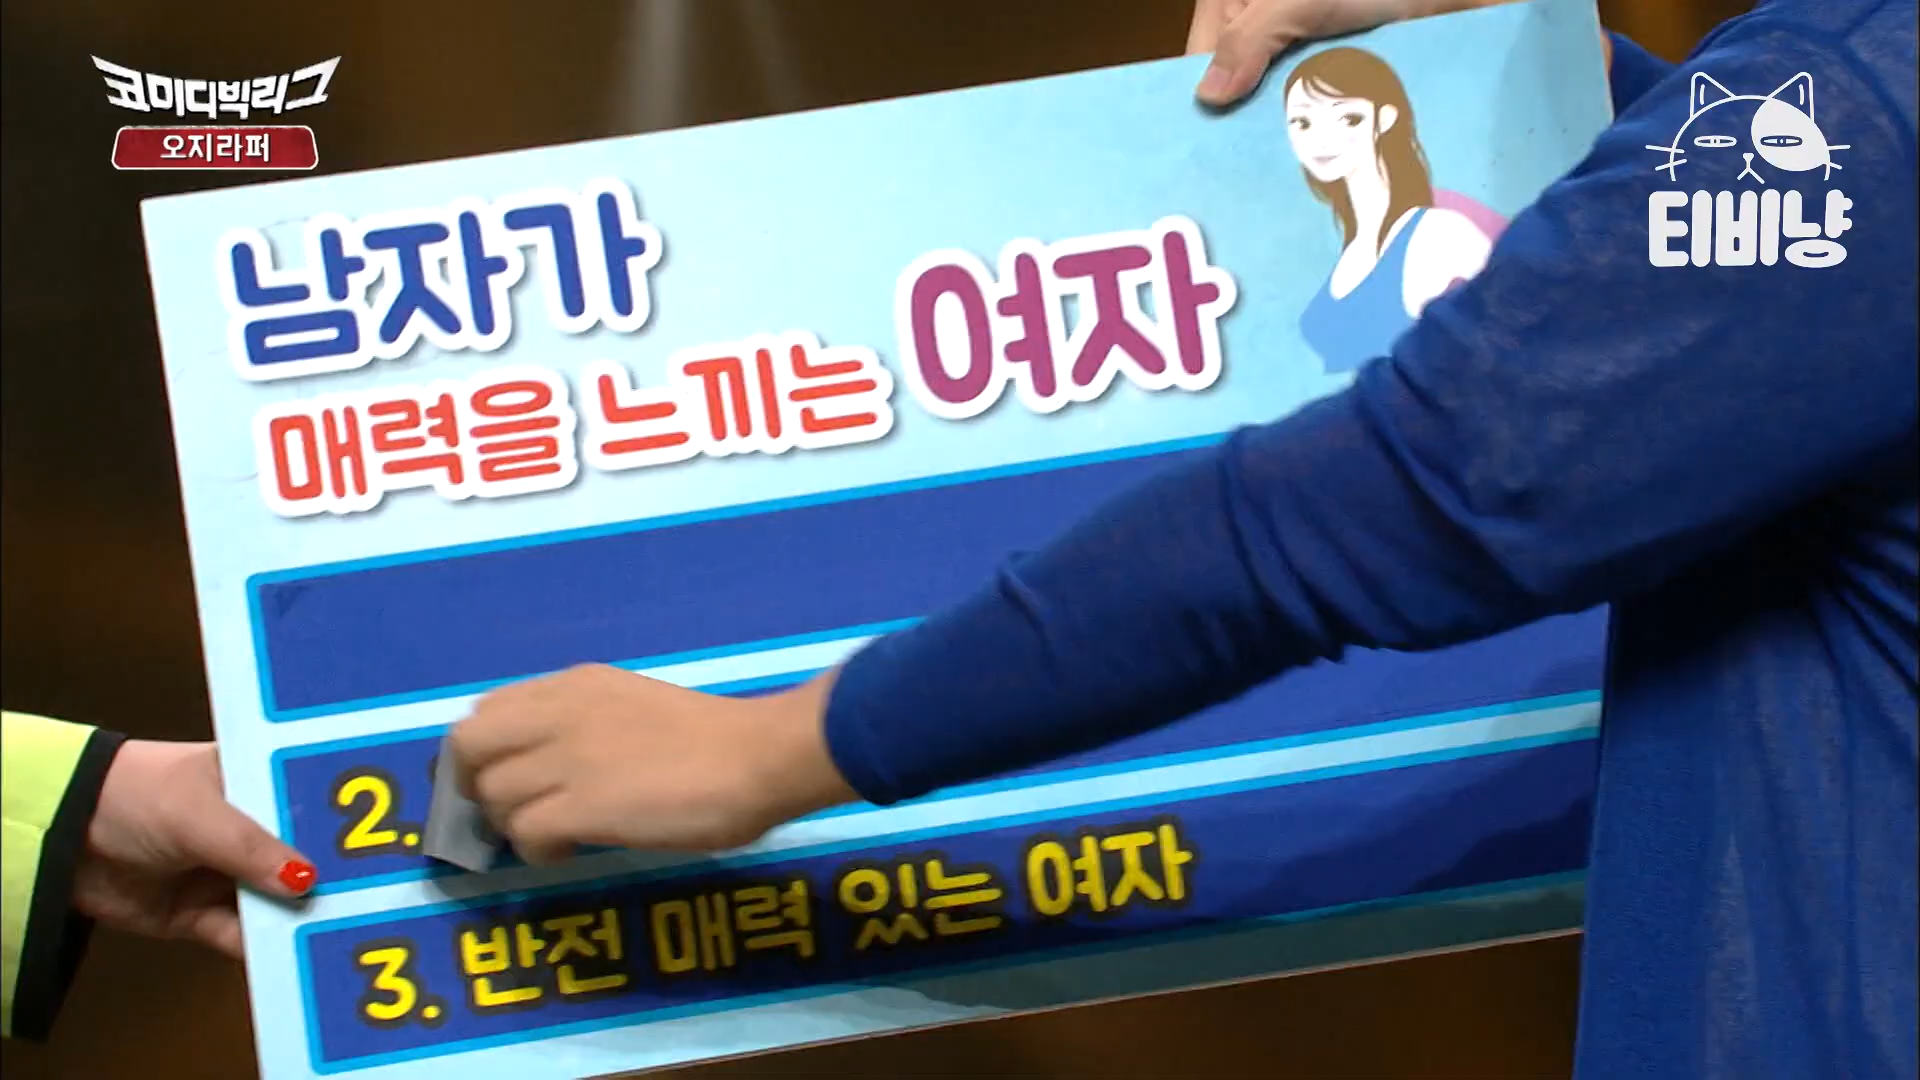 코미디빅리그
오지라퍼
티비냥
남자가
매력을 느끼는 여자
2.
3. 반전 매력 있는 여자